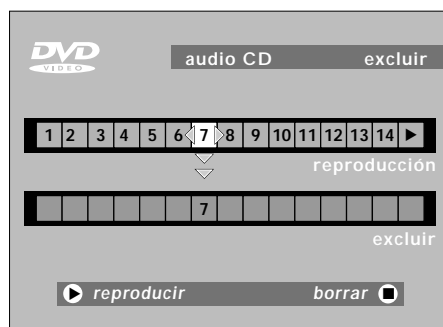 DVD
VIDEO
audio CD excluir
1 2 3 4 5 6 7 8 9 10 11 12 13 14
reproducción
7
excluir
reproducir borrar